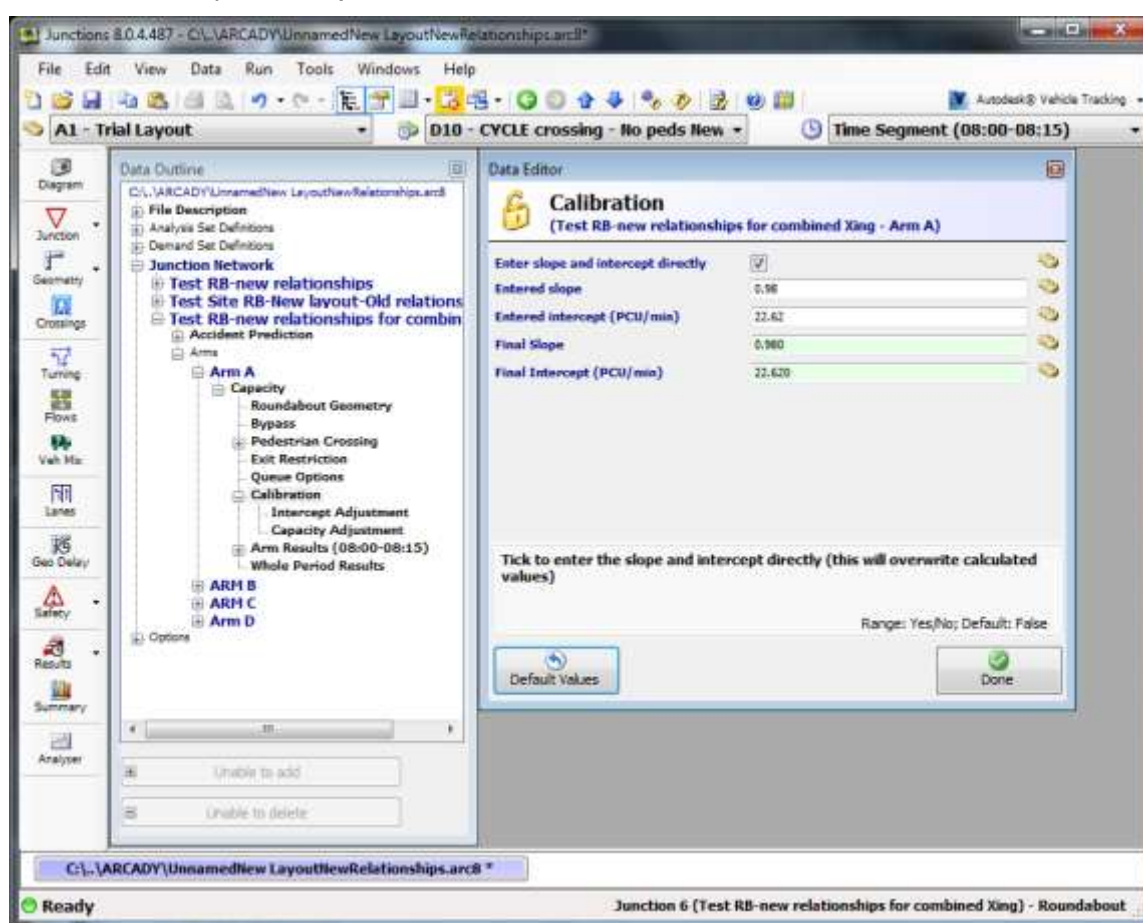 Junctions 8.0.4.487 - C:\..\ARCADY\UnnamedNew LayoutNewRelationships.arc8*
File Edit View Data Run Tools Windows Help
Autodesk® Vehicle Tracking
A1 - Trial Layout
D10 - CYCLE crossing - No peds New
Time Segment (08:00-08:15)
Diagram
Junction
Geometry
Crossings
Turning
Flows
Veh Mix
Lanes
Geo Delay
Safety
Results
Summary
Analyser
Data Outline
C:\..\ARCADY\UnnamedNew LayoutNewRelationships.arc8
File Description
Analysis Set Definitions
Demand Set Definitions
Junction Network
Test RB-new relationships
Test Site RB-New layout-Old relations
Test RB-new relationships for combin
Accident Prediction
Arms
Arm A
Capacity
Roundabout Geometry
Bypass
Pedestrian Crossing
Exit Restriction
Queue Options
Calibration
Intercept Adjustment
Capacity Adjustment
Arm Results (08:00-08:15)
Whole Period Results
ARM B
ARM C
Arm D
Options
Unable to add
Unable to delete
Data Editor
Calibration
(Test RB-new relationships for combined Xing - Arm A)
Enter slope and intercept directly
Entered slope 0.98
Entered intercept (PCU/min) 22.62
Final Slope 0.980
Final Intercept (PCU/min) 22.620
Tick to enter the slope and intercept directly (this will overwrite calculated
values)
Range: Yes/No; Default: False
Default Values
Done
C:\..\ARCADY\UnnamedNew LayoutNewRelationships.arc8 *
Ready
Junction 6 (Test RB-new relationships for combined Xing) - Roundabout